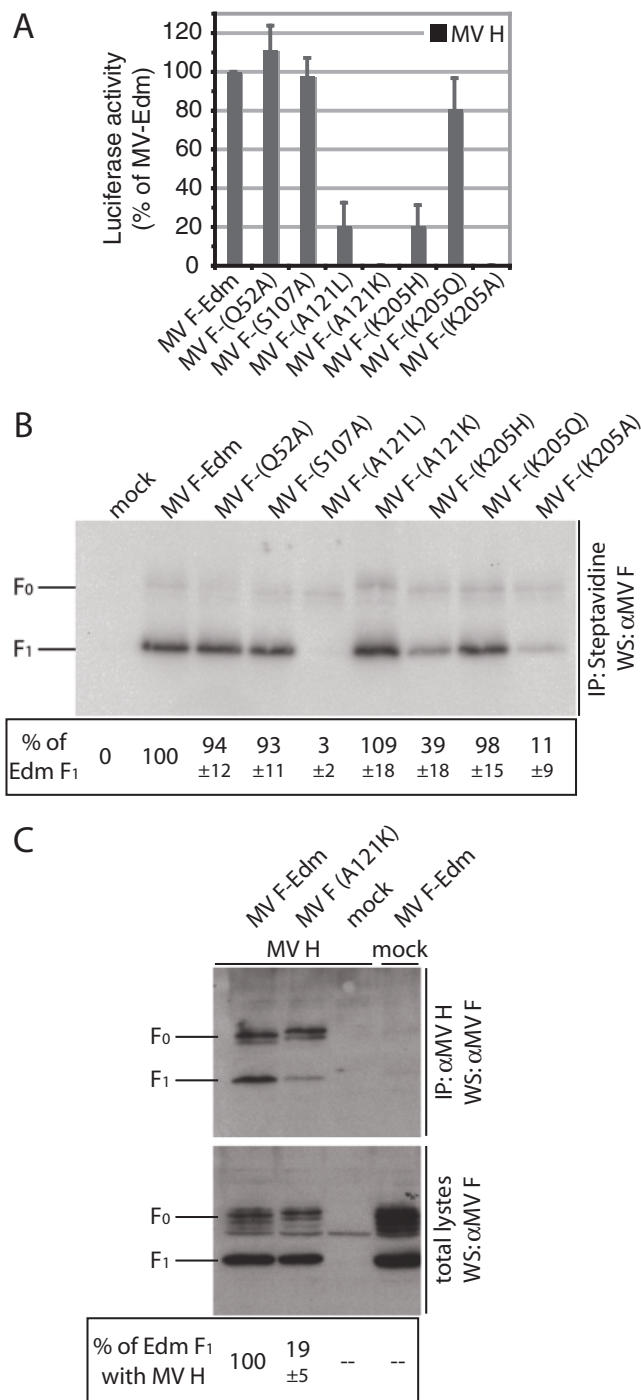 A
Luciferase activity
(% of MV-Edm)
120
100
80
60
40
20
0
MV H
MV F-Edm
MV F-(Q52A)
MV F-(S107A)
MV F-(A121L)
MV F-(A121K)
MV F-(K205H)
MV F-(K205Q)
MV F-(K205A)
B
mock
MV F-Edm
MV F-(Q52A)
MV F-(S107A)
MV F-(A121L)
MV F-(A121K)
MV F-(K205H)
MV F-(K205Q)
MV F-(K205A)
F0
F1
IP: Steptavidine
WS: αMV F
% of
Edm F1
0 100 94 93 3 109 39 98 11
±12 ±11 ±2 ±18 ±18 ±15 ±9
C
MV F-Edm
MV F (A121K)
mock
MV F-Edm
MV H mock
F0
F1
IP: αMV H
WS: αMV F
F0
F1
total lystes
WS: αMV F
% of Edm F1
with MV H
100 19 -- --
±5